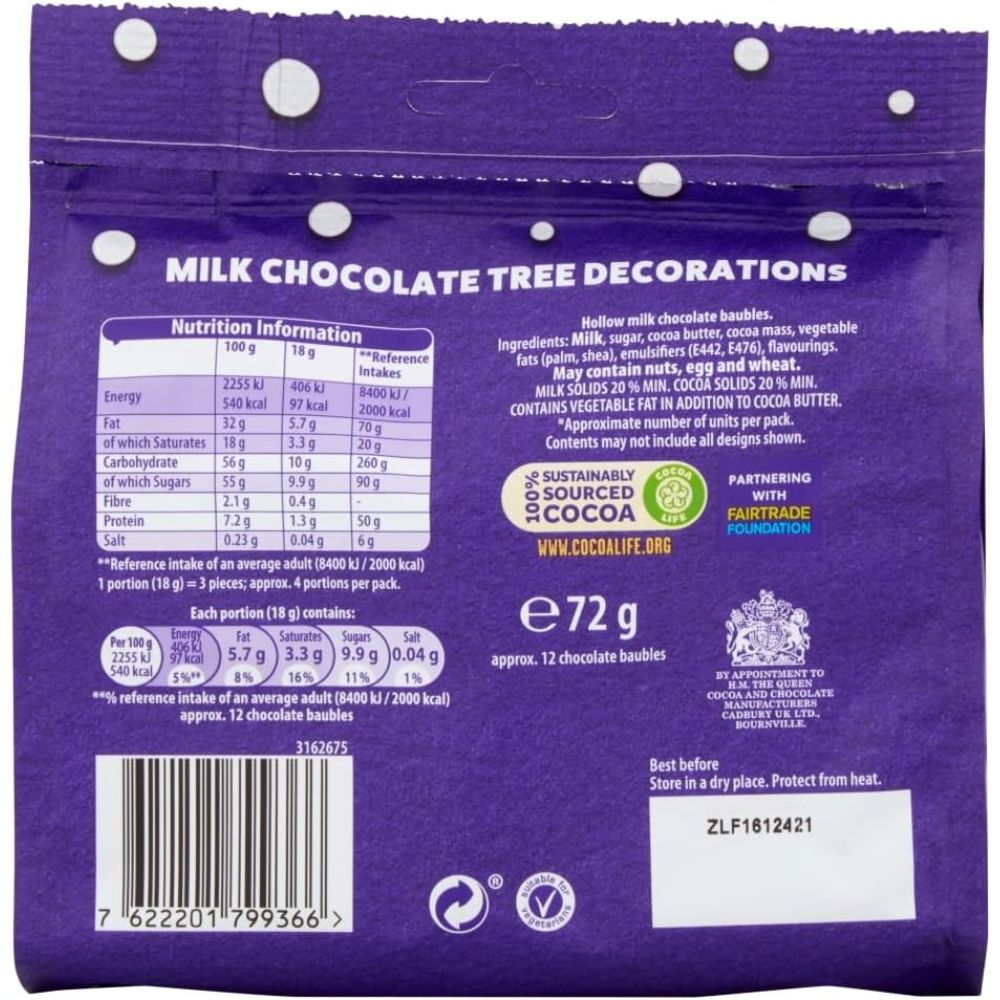 MILK CHOCOLATE TREE DECORATIONS
Nutrition Information
100 g 18 g **Reference Intakes
Energy 2255 kJ 540 kcal 406 kJ 97 kcal 8400 kJ / 2000 kcal
Fat 32 g 5.7 g 70 g
of which Saturates 18 g 3.3 g 20 g
Carbohydrate 56 g 10 g 260 g
of which Sugars 55 g 9.9 g 90 g
Fibre 2.1 g 0.4 g -
Protein 7.2 g 1.3 g 50 g
Salt 0.23 g 0.04 g 6 g
**Reference intake of an average adult (8400 kJ / 2000 kcal)
1 portion (18 g) = 3 pieces; approx. 4 portions per pack.
Each portion (18 g) contains:
Per 100 g 2255 kJ 540 kcal
Energy 406 kJ 97 kcal 5%**
Fat 5.7 g 8%
Saturates 3.3 g 16%
Sugars 9.9 g 11%
Salt 0.04 g 1%
**% reference intake of an average adult (8400 kJ / 2000 kcal)
approx. 12 chocolate baubles
3162675
7 622201 799366 >
Hollow milk chocolate baubles.
Ingredients: Milk, sugar, cocoa butter, cocoa mass, vegetable
fats (palm, shea), emulsifiers (E442, E476), flavourings.
May contain nuts, egg and wheat.
MILK SOLIDS 20 % MIN. COCOA SOLIDS 20 % MIN.
CONTAINS VEGETABLE FAT IN ADDITION TO COCOA BUTTER.
*Approximate number of units per pack.
Contents may not include all designs shown.
100% SUSTAINABLY
SOURCED
COCOA
COCOA LIFE
WWW.COCOALIFE.ORG
PARTNERING
WITH
FAIRTRADE
FOUNDATION
℮ 72 g
approx. 12 chocolate baubles
BY APPOINTMENT TO
H.M. THE QUEEN
COCOA AND CHOCOLATE
MANUFACTURERS
CADBURY UK LTD.,
BOURNVILLE.
Best before
Store in a dry place. Protect from heat.
ZLF1612421
®
suitable for vegetarians